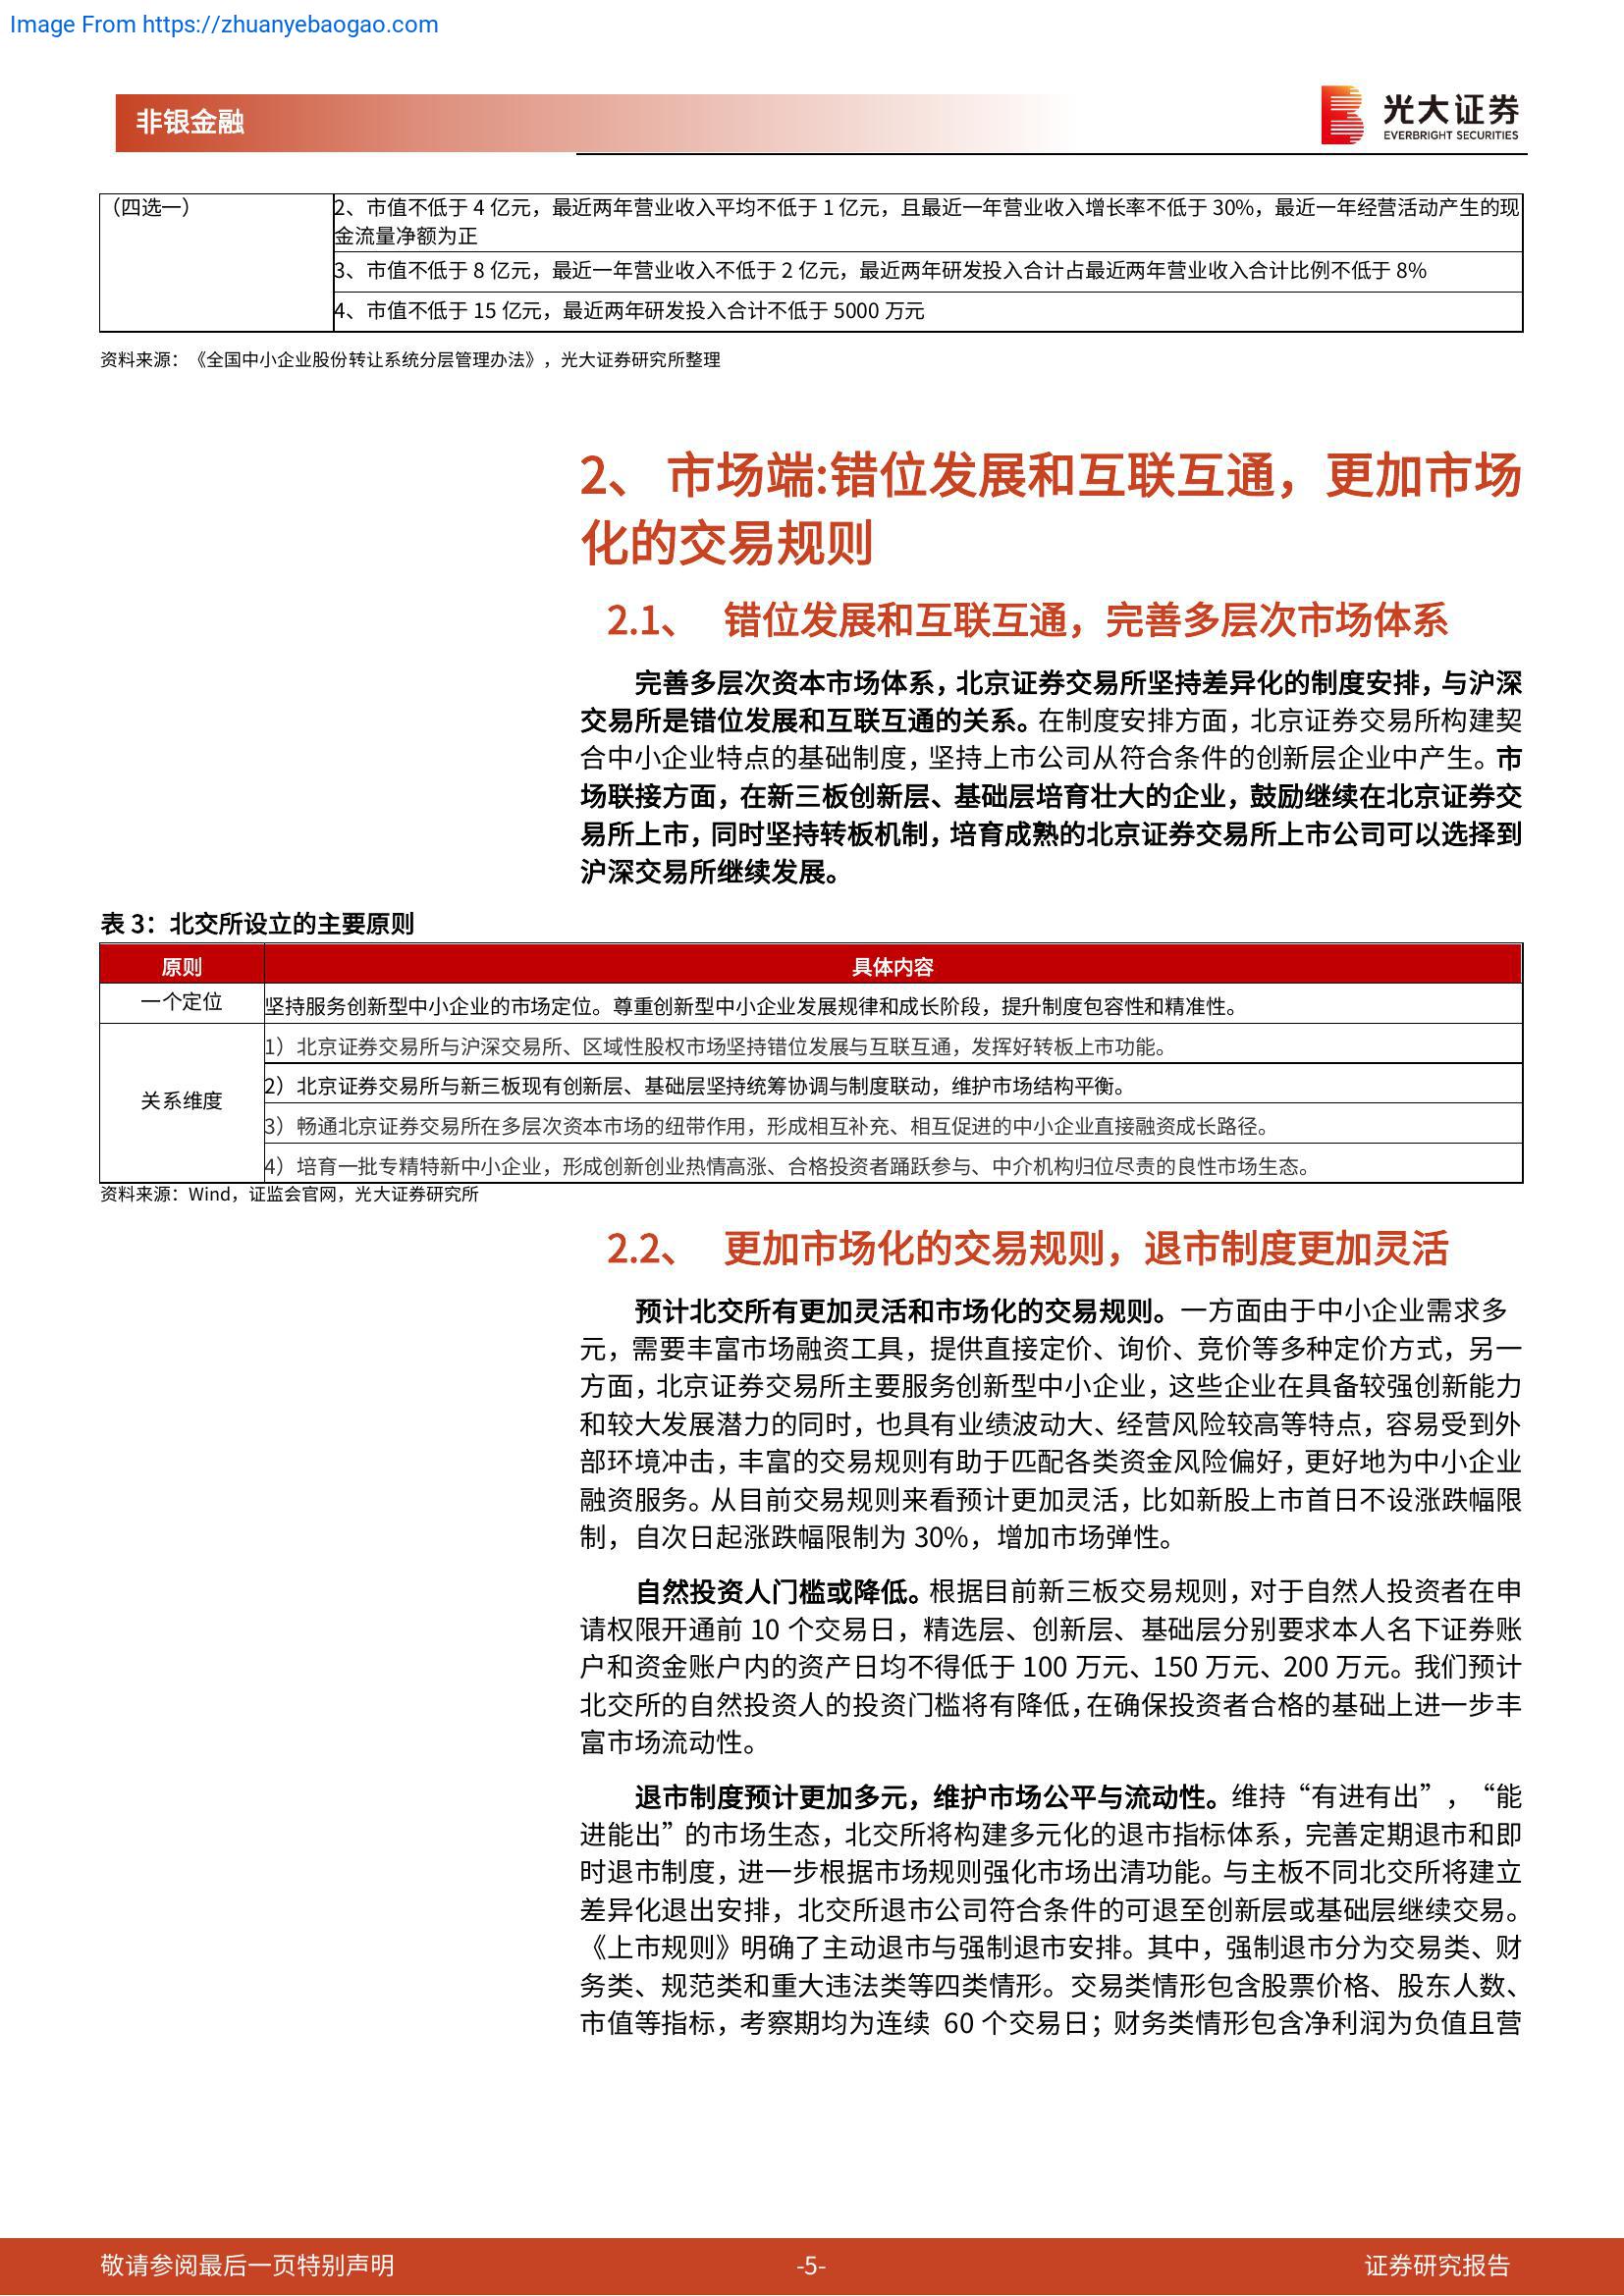 Image From https://zhuanyebaogao.com
非银金融
光大证券
EVERBRIGHT SECURITIES
（四选一）
2、市值不低于 4 亿元，最近两年营业收入平均不低于 1 亿元，且最近一年营业收入增长率不低于 30%，最近一年经营活动产生的现
金流量净额为正
3、市值不低于 8 亿元，最近一年营业收入不低于 2 亿元，最近两年研发投入合计占最近两年营业收入合计比例不低于 8%
4、市值不低于 15 亿元，最近两年研发投入合计不低于 5000 万元
资料来源：《全国中小企业股份转让系统分层管理办法》，光大证券研究所整理
2、 市场端:错位发展和互联互通，更加市场
化的交易规则
2.1、 错位发展和互联互通，完善多层次市场体系
完善多层次资本市场体系，北京证券交易所坚持差异化的制度安排，与沪深
交易所是错位发展和互联互通的关系。在制度安排方面，北京证券交易所构建契
合中小企业特点的基础制度，坚持上市公司从符合条件的创新层企业中产生。市
场联接方面，在新三板创新层、基础层培育壮大的企业，鼓励继续在北京证券交
易所上市，同时坚持转板机制，培育成熟的北京证券交易所上市公司可以选择到
沪深交易所继续发展。
表 3：北交所设立的主要原则
原则 具体内容
一个定位 坚持服务创新型中小企业的市场定位。尊重创新型中小企业发展规律和成长阶段，提升制度包容性和精准性。
关系维度
1）北京证券交易所与沪深交易所、区域性股权市场坚持错位发展与互联互通，发挥好转板上市功能。
2）北京证券交易所与新三板现有创新层、基础层坚持统筹协调与制度联动，维护市场结构平衡。
3）畅通北京证券交易所在多层次资本市场的纽带作用，形成相互补充、相互促进的中小企业直接融资成长路径。
4）培育一批专精特新中小企业，形成创新创业热情高涨、合格投资者踊跃参与、中介机构归位尽责的良性市场生态。
资料来源：Wind，证监会官网，光大证券研究所
2.2、 更加市场化的交易规则，退市制度更加灵活
预计北交所有更加灵活和市场化的交易规则。一方面由于中小企业需求多
元，需要丰富市场融资工具，提供直接定价、询价、竞价等多种定价方式，另一
方面，北京证券交易所主要服务创新型中小企业，这些企业在具备较强创新能力
和较大发展潜力的同时，也具有业绩波动大、经营风险较高等特点，容易受到外
部环境冲击，丰富的交易规则有助于匹配各类资金风险偏好，更好地为中小企业
融资服务。从目前交易规则来看预计更加灵活，比如新股上市首日不设涨跌幅限
制，自次日起涨跌幅限制为 30%，增加市场弹性。
自然投资人门槛或降低。根据目前新三板交易规则，对于自然人投资者在申
请权限开通前 10 个交易日，精选层、创新层、基础层分别要求本人名下证券账
户和资金账户内的资产日均不得低于 100 万元、150 万元、200 万元。我们预计
北交所的自然投资人的投资门槛将有降低，在确保投资者合格的基础上进一步丰
富市场流动性。
退市制度预计更加多元，维护市场公平与流动性。维持“有进有出”，“能
进能出”的市场生态，北交所将构建多元化的退市指标体系，完善定期退市和即
时退市制度，进一步根据市场规则强化市场出清功能。与主板不同北交所将建立
差异化退出安排，北交所退市公司符合条件的可退至创新层或基础层继续交易。
《上市规则》明确了主动退市与强制退市安排。其中，强制退市分为交易类、财
务类、规范类和重大违法类等四类情形。交易类情形包含股票价格、股东人数、
市值等指标，考察期均为连续 60 个交易日；财务类情形包含净利润为负值且营
敬请参阅最后一页特别声明 -5- 证券研究报告